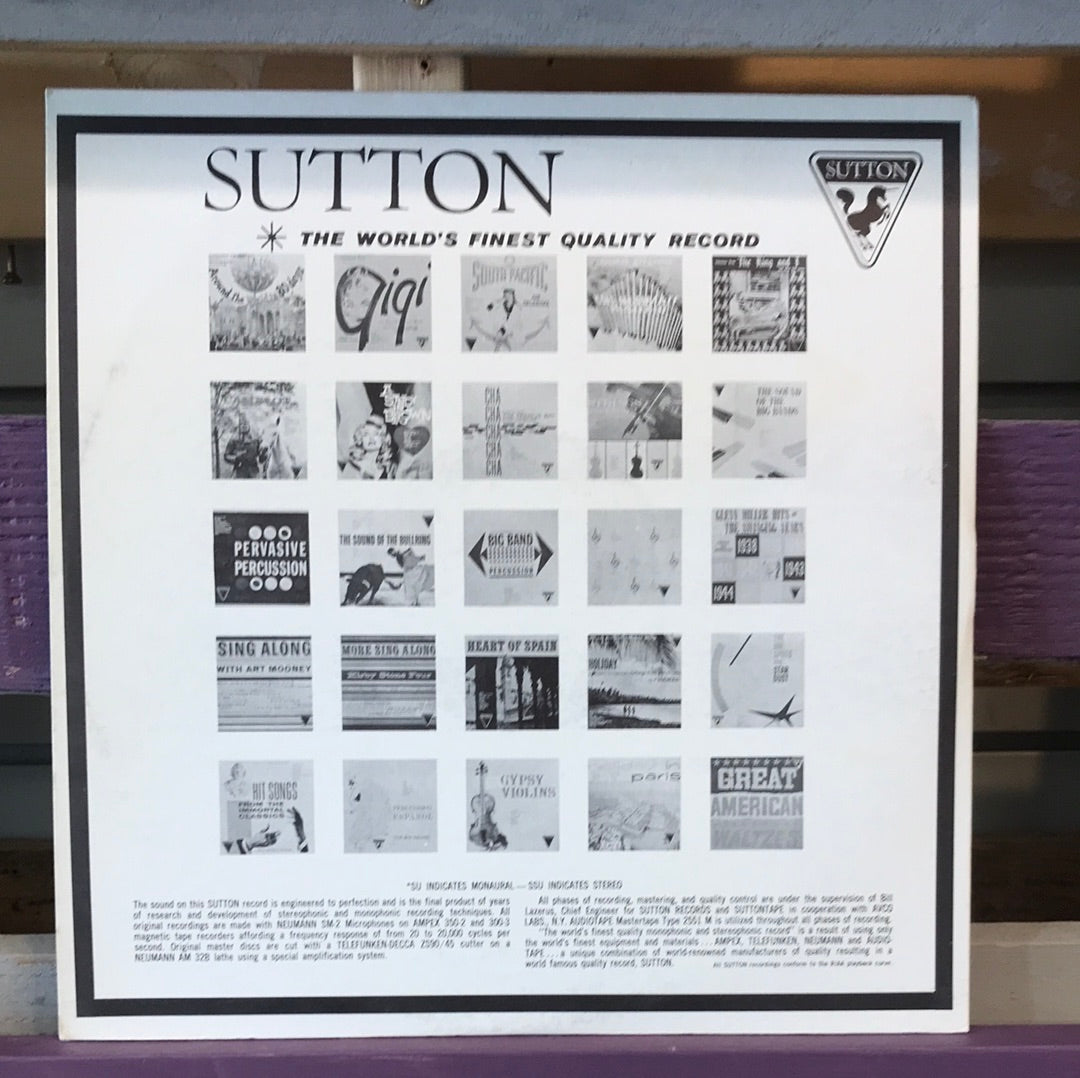 SUTTON
SUTTON
THE WORLD'S FINEST QUALITY RECORD
Around the 80 days
Gigi
SOUTH PACIFIC
The King and I
CHA
CHA
CHA
CHA
CHA
CHA
THE SOUND
OF THE
BIG BANDS
PERVASIVE
PERCUSSION
THE SOUND OF THE BULLRING
BIG BAND
PERCUSSION
GLENN MILLER HITS -
THE SWINGING YEARS
1938
1943
1944
SING ALONG
WITH ART MOONEY
MORE SING ALONG
Kirby Stone Four
HEART OF SPAIN
HOLIDAY
STAR
DUST
HIT SONGS
FROM THE
IMMORTAL
CLASSICS
ESPAÑOL
GYPSY
VIOLINS
paris
GREAT
AMERICAN
WALTZES
*SU INDICATES MONAURAL — SSU INDICATES STEREO
The sound on this SUTTON record is engineered to perfection and is the final product of years
of research and development of stereophonic and monophonic recording techniques. All
original recordings are made with NEUMANN SM-2 Microphones on AMPEX 350-2 and 300-3
magnetic tape recorders affording a frequency response of from 20 to 20,000 cycles per
second. Original master discs are cut with a TELEFUNKEN-DECCA ZS90/45 cutter on a
NEUMANN AM 32B lathe using a special amplification system.
All phases of recording, mastering, and quality control are under the supervision of Bill
Lazerus, Chief Engineer for SUTTON RECORDS and SUTTONTAPE in cooperation with AVCO
LABS., N.Y. AUDIOTAPE Mastertape Type 2551 M is utilized throughout all phases of recording.
"The world's finest quality monophonic and stereophonic record" is a result of using only
the world's finest equipment and materials . . . AMPEX, TELEFUNKEN, NEUMANN and AUDIO-
TAPE . . . a unique combination of world-renowned manufacturers of quality resulting in a
world famous quality record, SUTTON.
All SUTTON recordings conform to the RIAA playback curve.